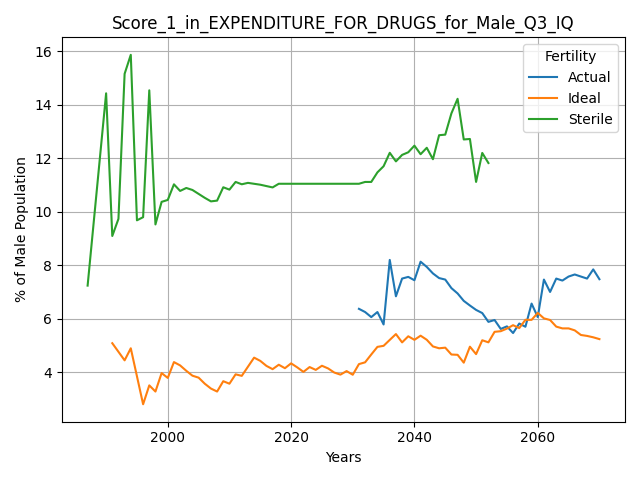 Score_1_in_EXPENDITURE_FOR_DRUGS_for_Male_Q3_IQ
Fertility
Actual
Ideal
Sterile
% of Male Population
16
14
12
10
8
6
4
2000
2020
2040
2060
Years